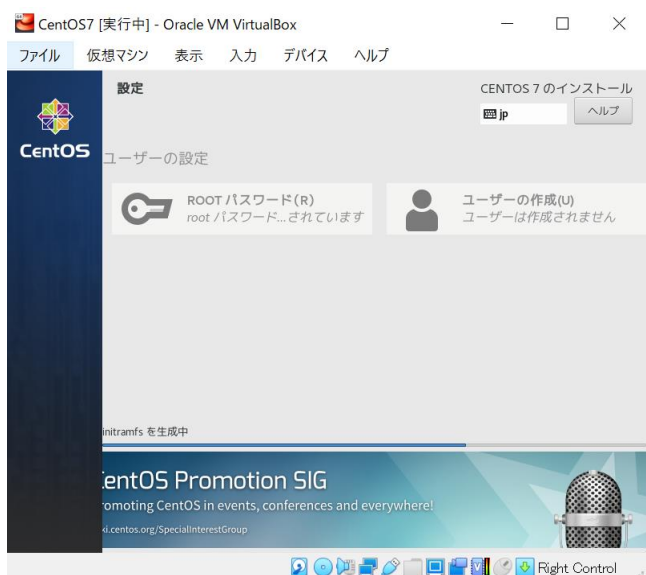 CentOS7 [実行中] - Oracle VM VirtualBox
ファイル 仮想マシン 表示 入力 デバイス ヘルプ
設定
CENTOS 7 のインストール
jp
ヘルプ
CentOS
ユーザーの設定
ROOT パスワード(R)
root パスワード...されています
ユーザーの作成(U)
ユーザーは作成されません
initramfs を生成中
entOS Promotion SIG
romoting CentOS in events, conferences and everywhere!
ki.centos.org/SpecialInterestGroup
Right Control